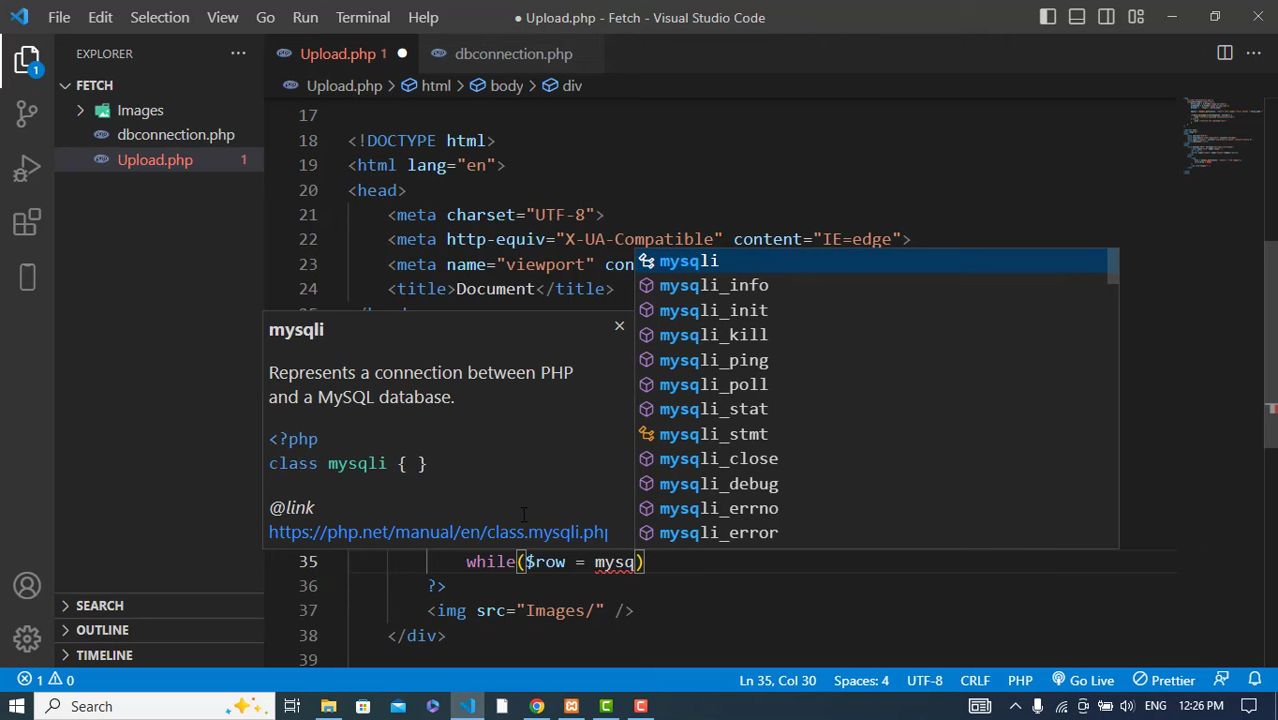 File Edit Selection View Go Run Terminal Help ● Upload.php - Fetch - Visual Studio Code
EXPLORER ···
Upload.php 1 ●
dbconnection.php
1
FETCH
Images
dbconnection.php
Upload.php 1
Upload.php > html > body > div
17
18 <!DOCTYPE html>
19 <html lang="en">
20 <head>
21 <meta charset="UTF-8">
22 <meta http-equiv="X-UA-Compatible" content="IE=edge">
23 <meta name="viewport" con
24 <title>Document</title>
mysqli
Represents a connection between PHP
and a MySQL database.
<?php
class mysqli { }
@link
https://php.net/manual/en/class.mysqli.php
mysqli
mysqli_info
mysqli_init
mysqli_kill
mysqli_ping
mysqli_poll
mysqli_stat
mysqli_stmt
mysqli_close
mysqli_debug
mysqli_errno
mysqli_error
35 while($row = mysq)
36 ?>
37 <img src="Images/" />
38 </div>
39
SEARCH
OUTLINE
TIMELINE
1 0 Ln 35, Col 30 Spaces: 4 UTF-8 CRLF PHP Go Live Prettier
Search
ENG 12:26 PM